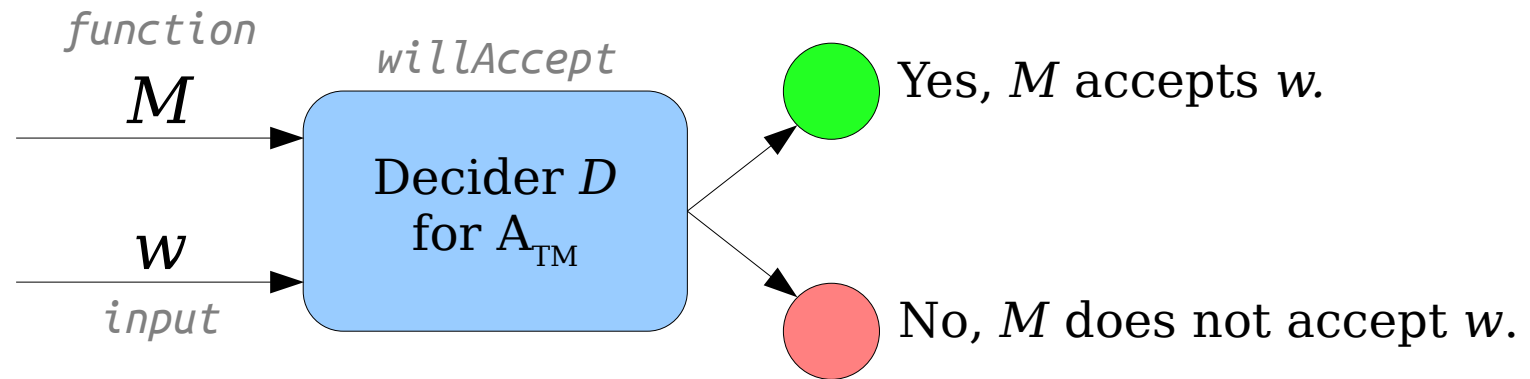 function
M
willAccept
Yes, M accepts w.
Decider D
for A_TM
w
input
No, M does not accept w.